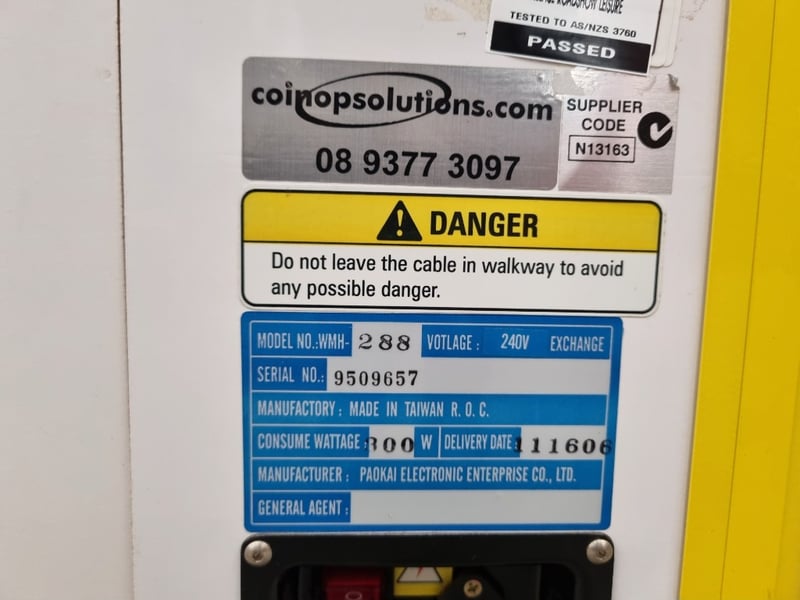 ROADSHOW LEISURE
TESTED TO AS/NZS 3760
PASSED
coinopsolutions.com
08 9377 3097
SUPPLIER
CODE
N13163
DANGER
Do not leave the cable in walkway to avoid
any possible danger.
MODEL NO.:WMH- 288 VOTLAGE : 240V EXCHANGE
SERIAL NO.: 9509657
MANUFACTORY : MADE IN TAIWAN R. O. C.
CONSUME WATTAGE : 300 W DELIVERY DATE 111606
MANUFACTURER : PAOKAI ELECTRONIC ENTERPRISE CO., LTD.
GENERAL AGENT :